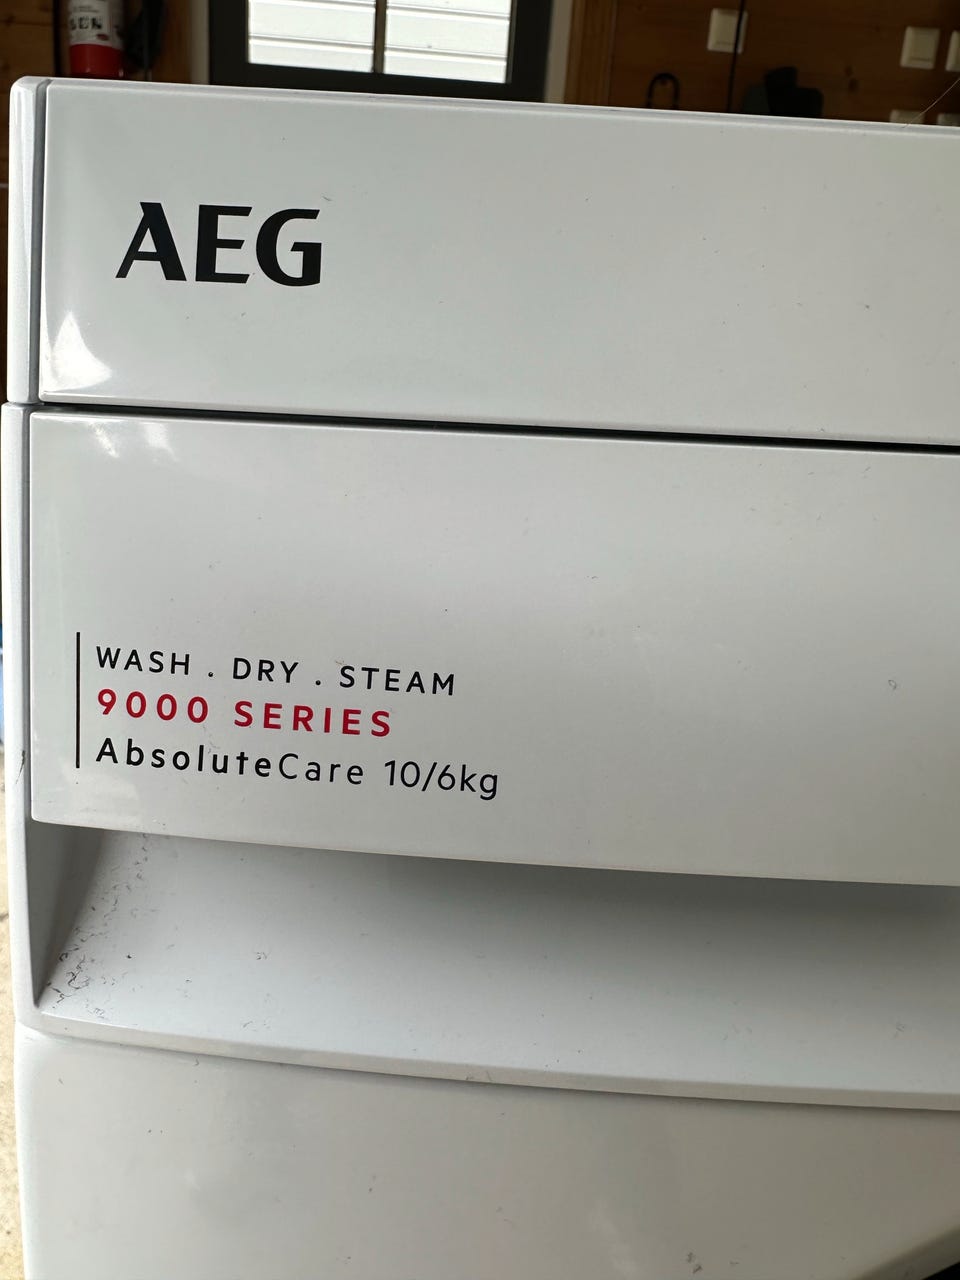 AEG
WASH . DRY . STEAM
9000 SERIES
AbsoluteCare 10/6kg